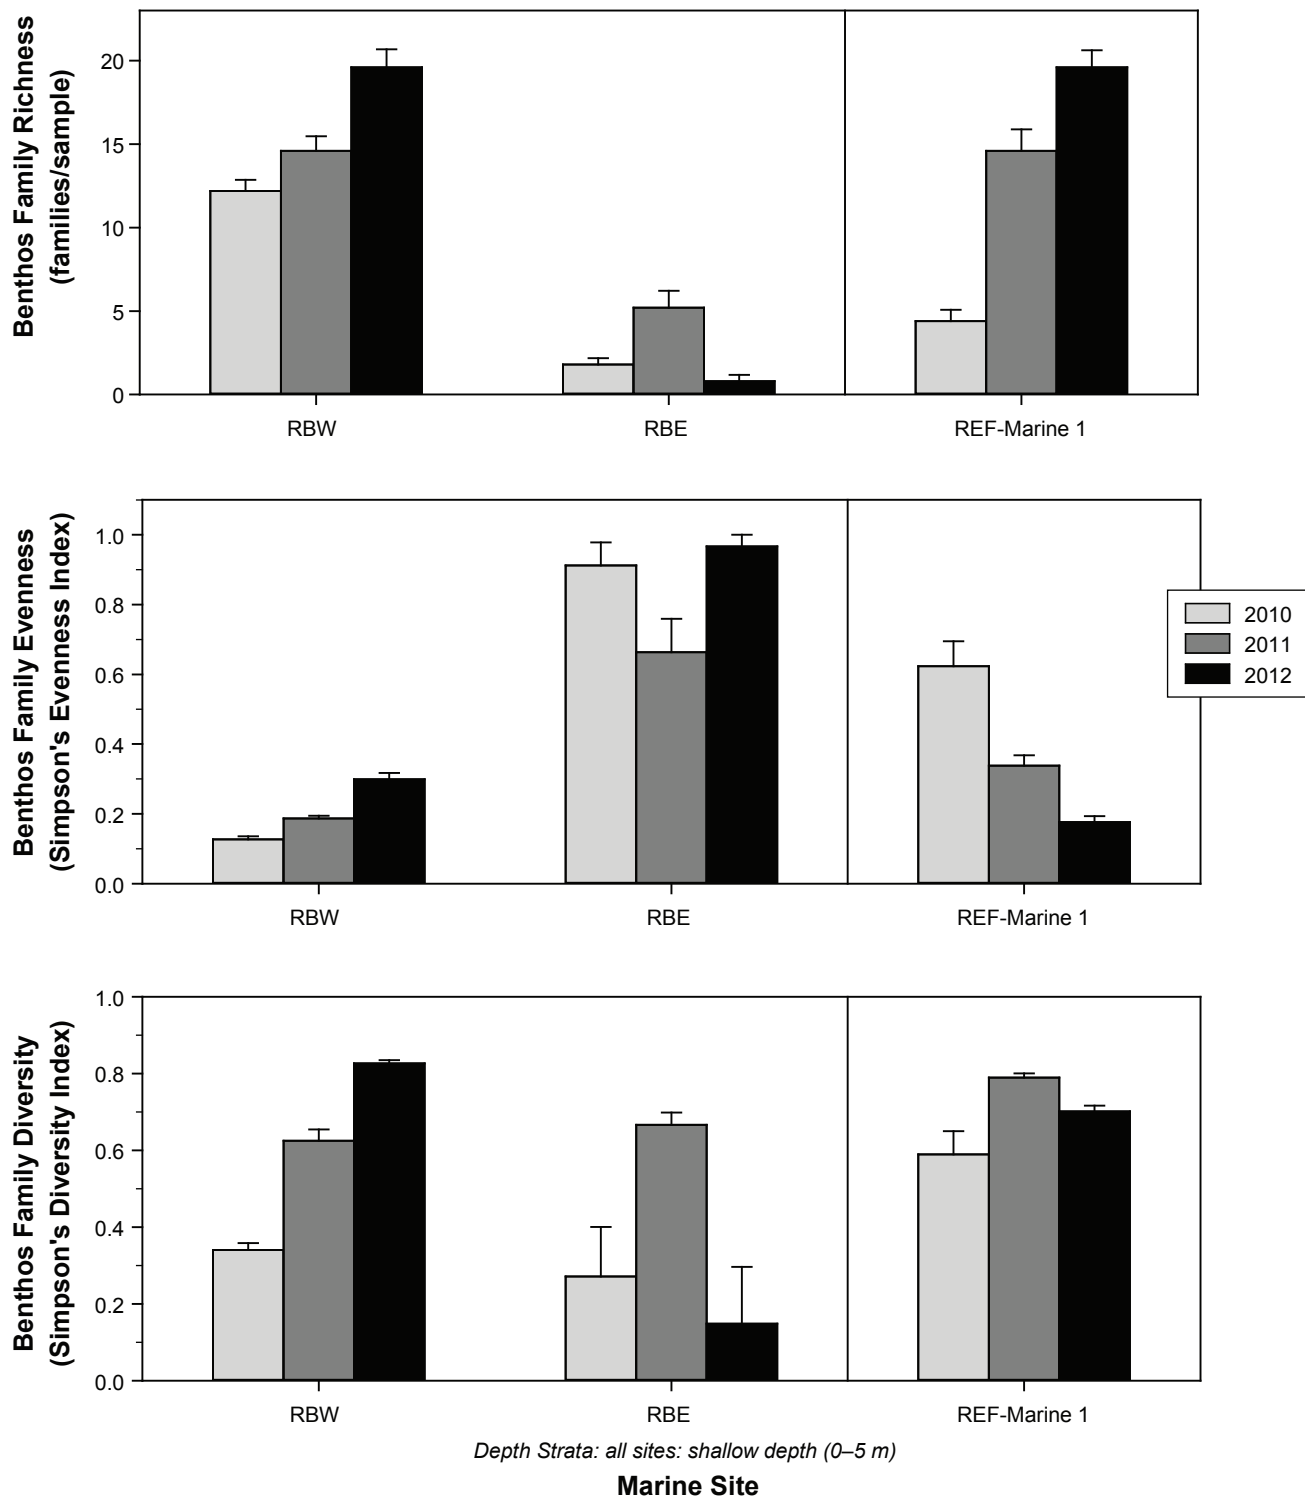 Benthos Family Richness
(families/sample)
20
15
10
5
0
RBW
RBE
REF-Marine 1
Benthos Family Evenness
(Simpson's Evenness Index)
1.0
0.8
0.6
0.4
0.2
0.0
RBW
RBE
REF-Marine 1
2010
2011
2012
Benthos Family Diversity
(Simpson's Diversity Index)
1.0
0.8
0.6
0.4
0.2
0.0
RBW
RBE
REF-Marine 1
Depth Strata: all sites: shallow depth (0–5 m)
Marine Site